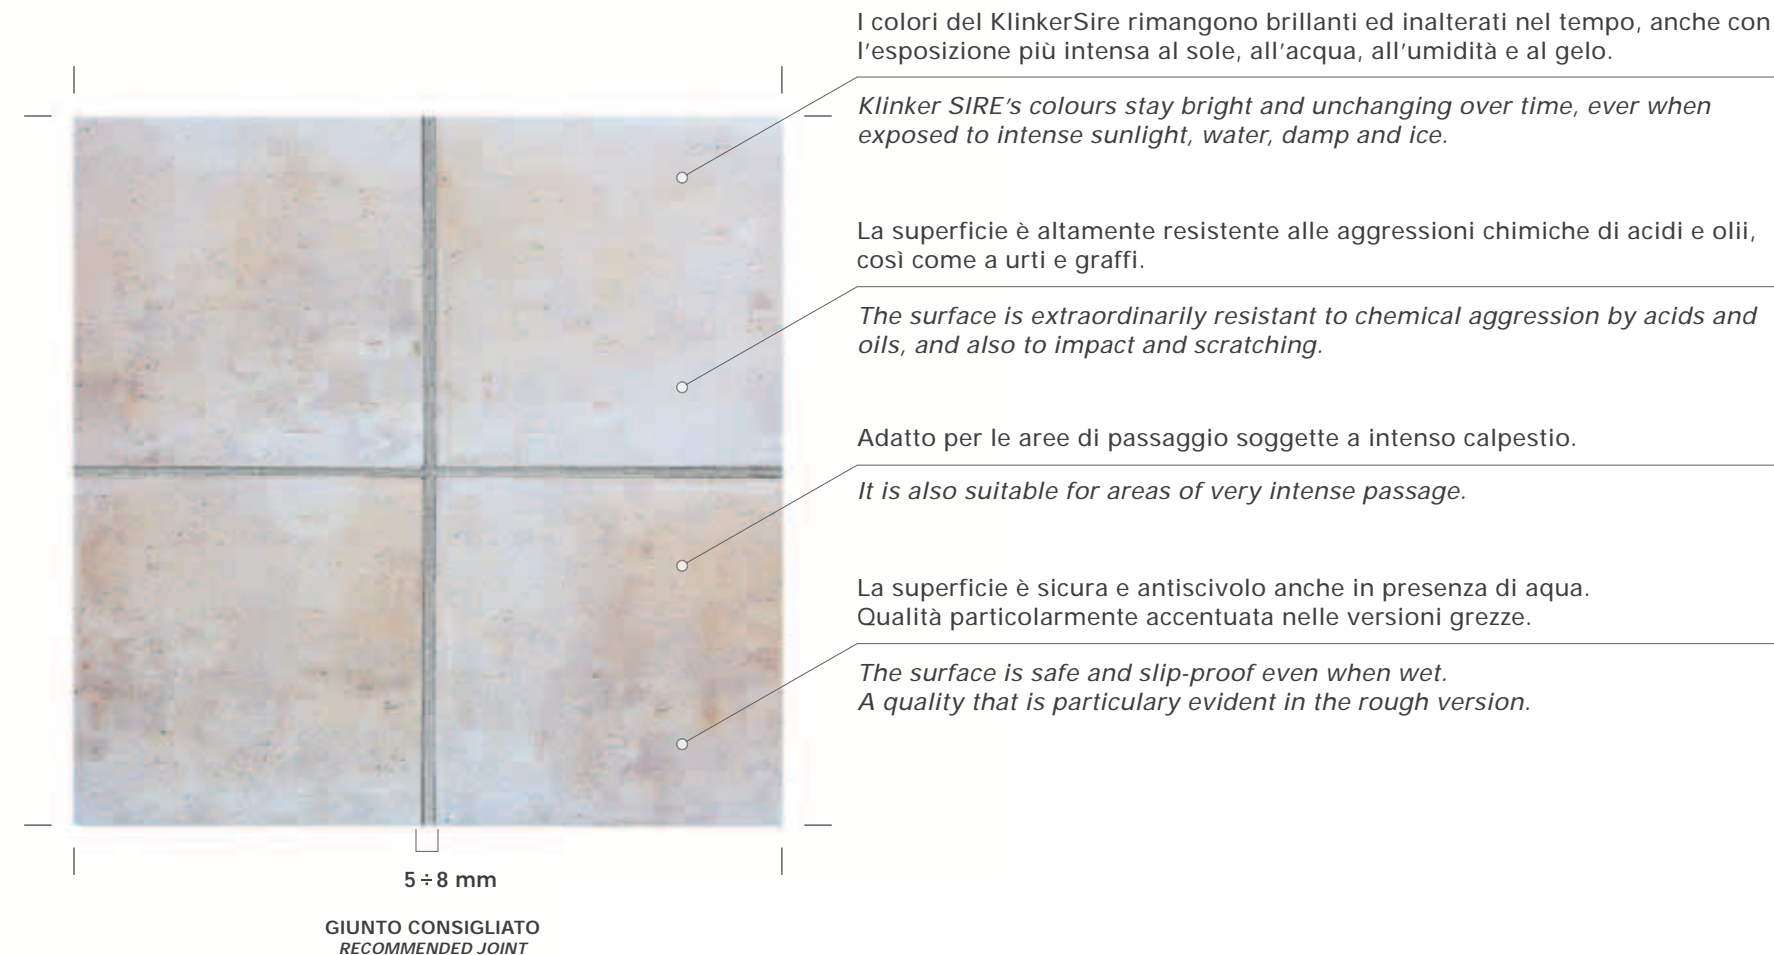 I colori del KlinkerSire rimangono brillanti ed inalterati nel tempo, anche con
l'esposizione più intensa al sole, all'acqua, all'umidità e al gelo.
Klinker SIRE's colours stay bright and unchanging over time, ever when
exposed to intense sunlight, water, damp and ice.
La superficie è altamente resistente alle aggressioni chimiche di acidi e olii,
così come a urti e graffi.
The surface is extraordinarily resistant to chemical aggression by acids and
oils, and also to impact and scratching.
Adatto per le aree di passaggio soggette a intenso calpestio.
It is also suitable for areas of very intense passage.
La superficie è sicura e antiscivolo anche in presenza di aqua.
Qualità particolarmente accentuata nelle versioni grezze.
The surface is safe and slip-proof even when wet.
A quality that is particulary evident in the rough version.
5÷8 mm
GIUNTO CONSIGLIATO
RECOMMENDED JOINT